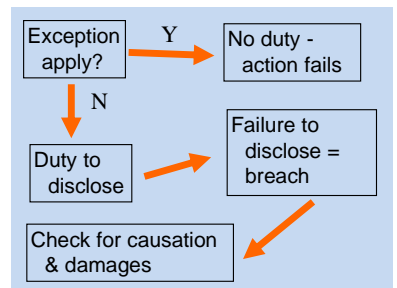 Exception
apply?
Y
No duty -
action fails
N
Duty to
disclose
Failure to
disclose =
breach
Check for causation
& damages